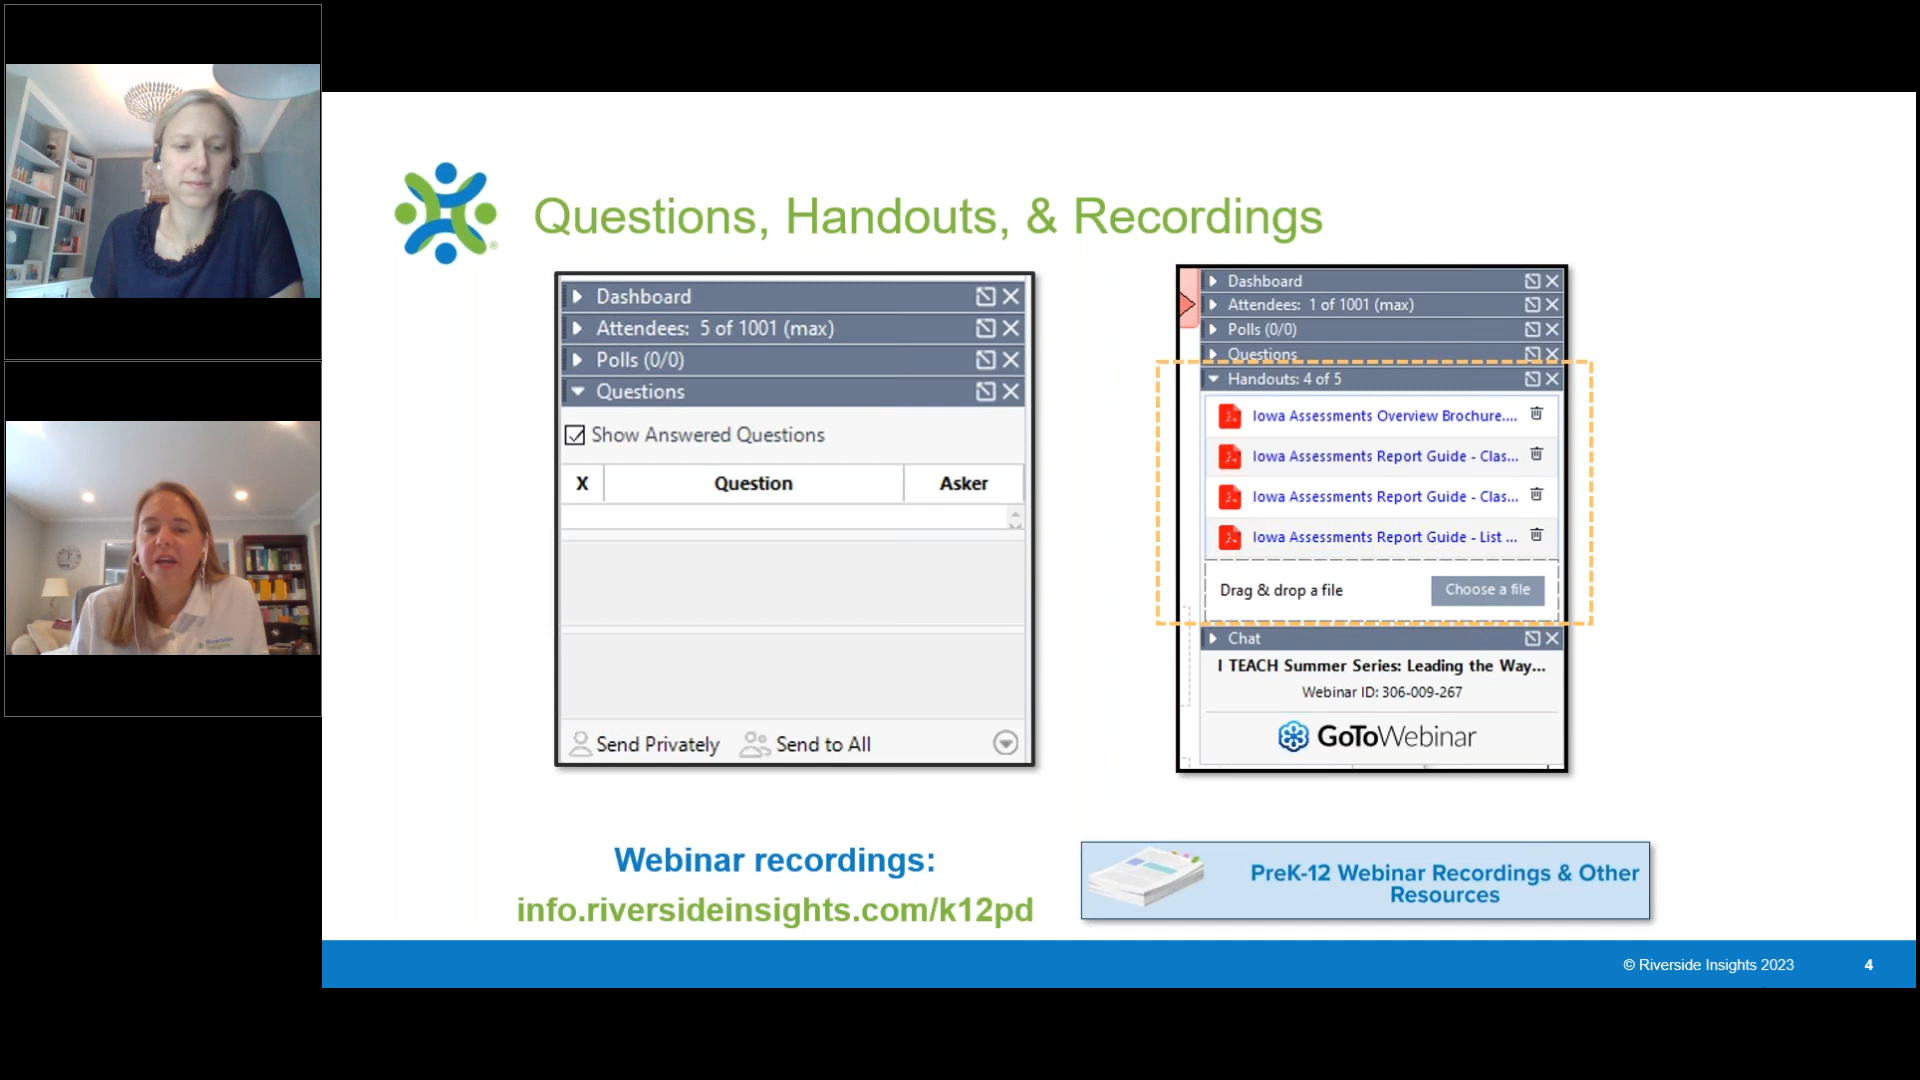 Questions, Handouts, & Recordings
Dashboard
Attendees: 5 of 1001 (max)
Polls (0/0)
Questions
Show Answered Questions
X Question Asker
Send Privately Send to All
Dashboard
Attendees: 1 of 1001 (max)
Polls (0/0)
Questions
Handouts: 4 of 5
Iowa Assessments Overview Brochure....
Iowa Assessments Report Guide - Clas...
Iowa Assessments Report Guide - Clas...
Iowa Assessments Report Guide - List ...
Drag & drop a file Choose a file
Chat
I TEACH Summer Series: Leading the Way...
Webinar ID: 306-009-267
GoToWebinar
Webinar recordings:
info.riversideinsights.com/k12pd
PreK-12 Webinar Recordings & Other
Resources
© Riverside Insights 2023 4
Riverside
Insights